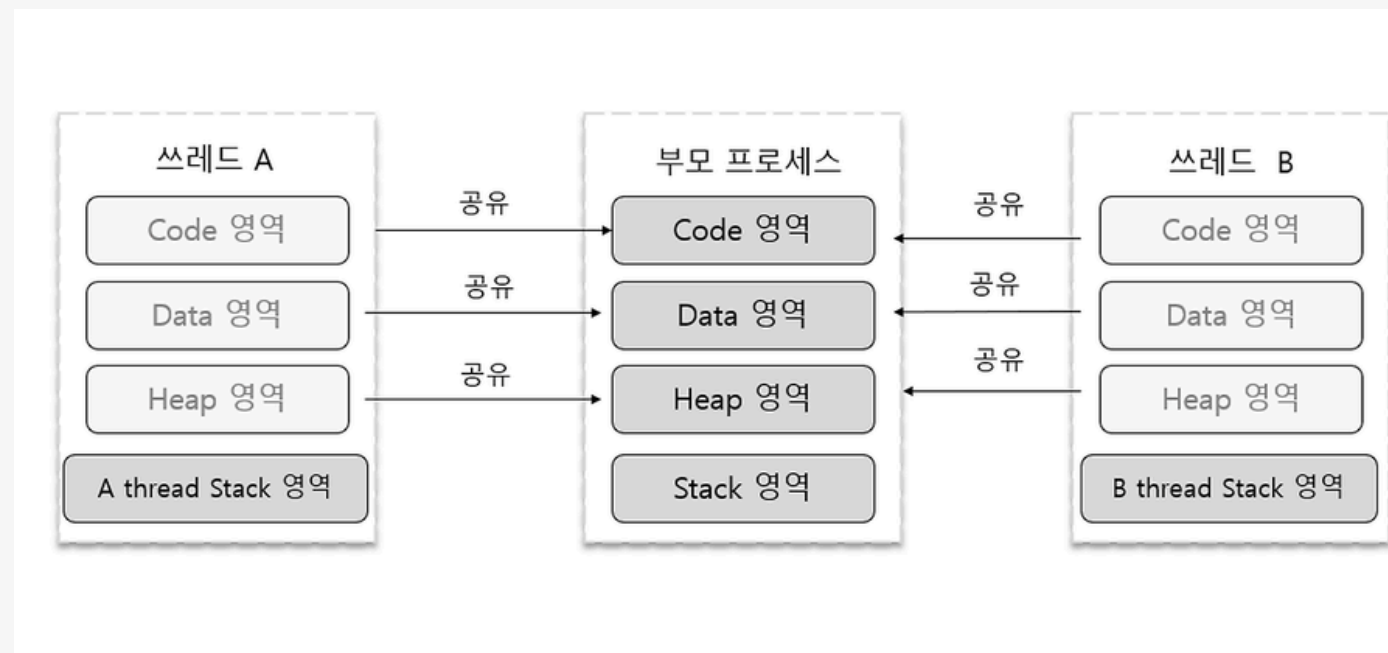 쓰레드 A
Code 영역
Data 영역
Heap 영역
A thread Stack 영역
공유
공유
공유
부모 프로세스
Code 영역
Data 영역
Heap 영역
Stack 영역
공유
공유
공유
쓰레드 B
Code 영역
Data 영역
Heap 영역
B thread Stack 영역